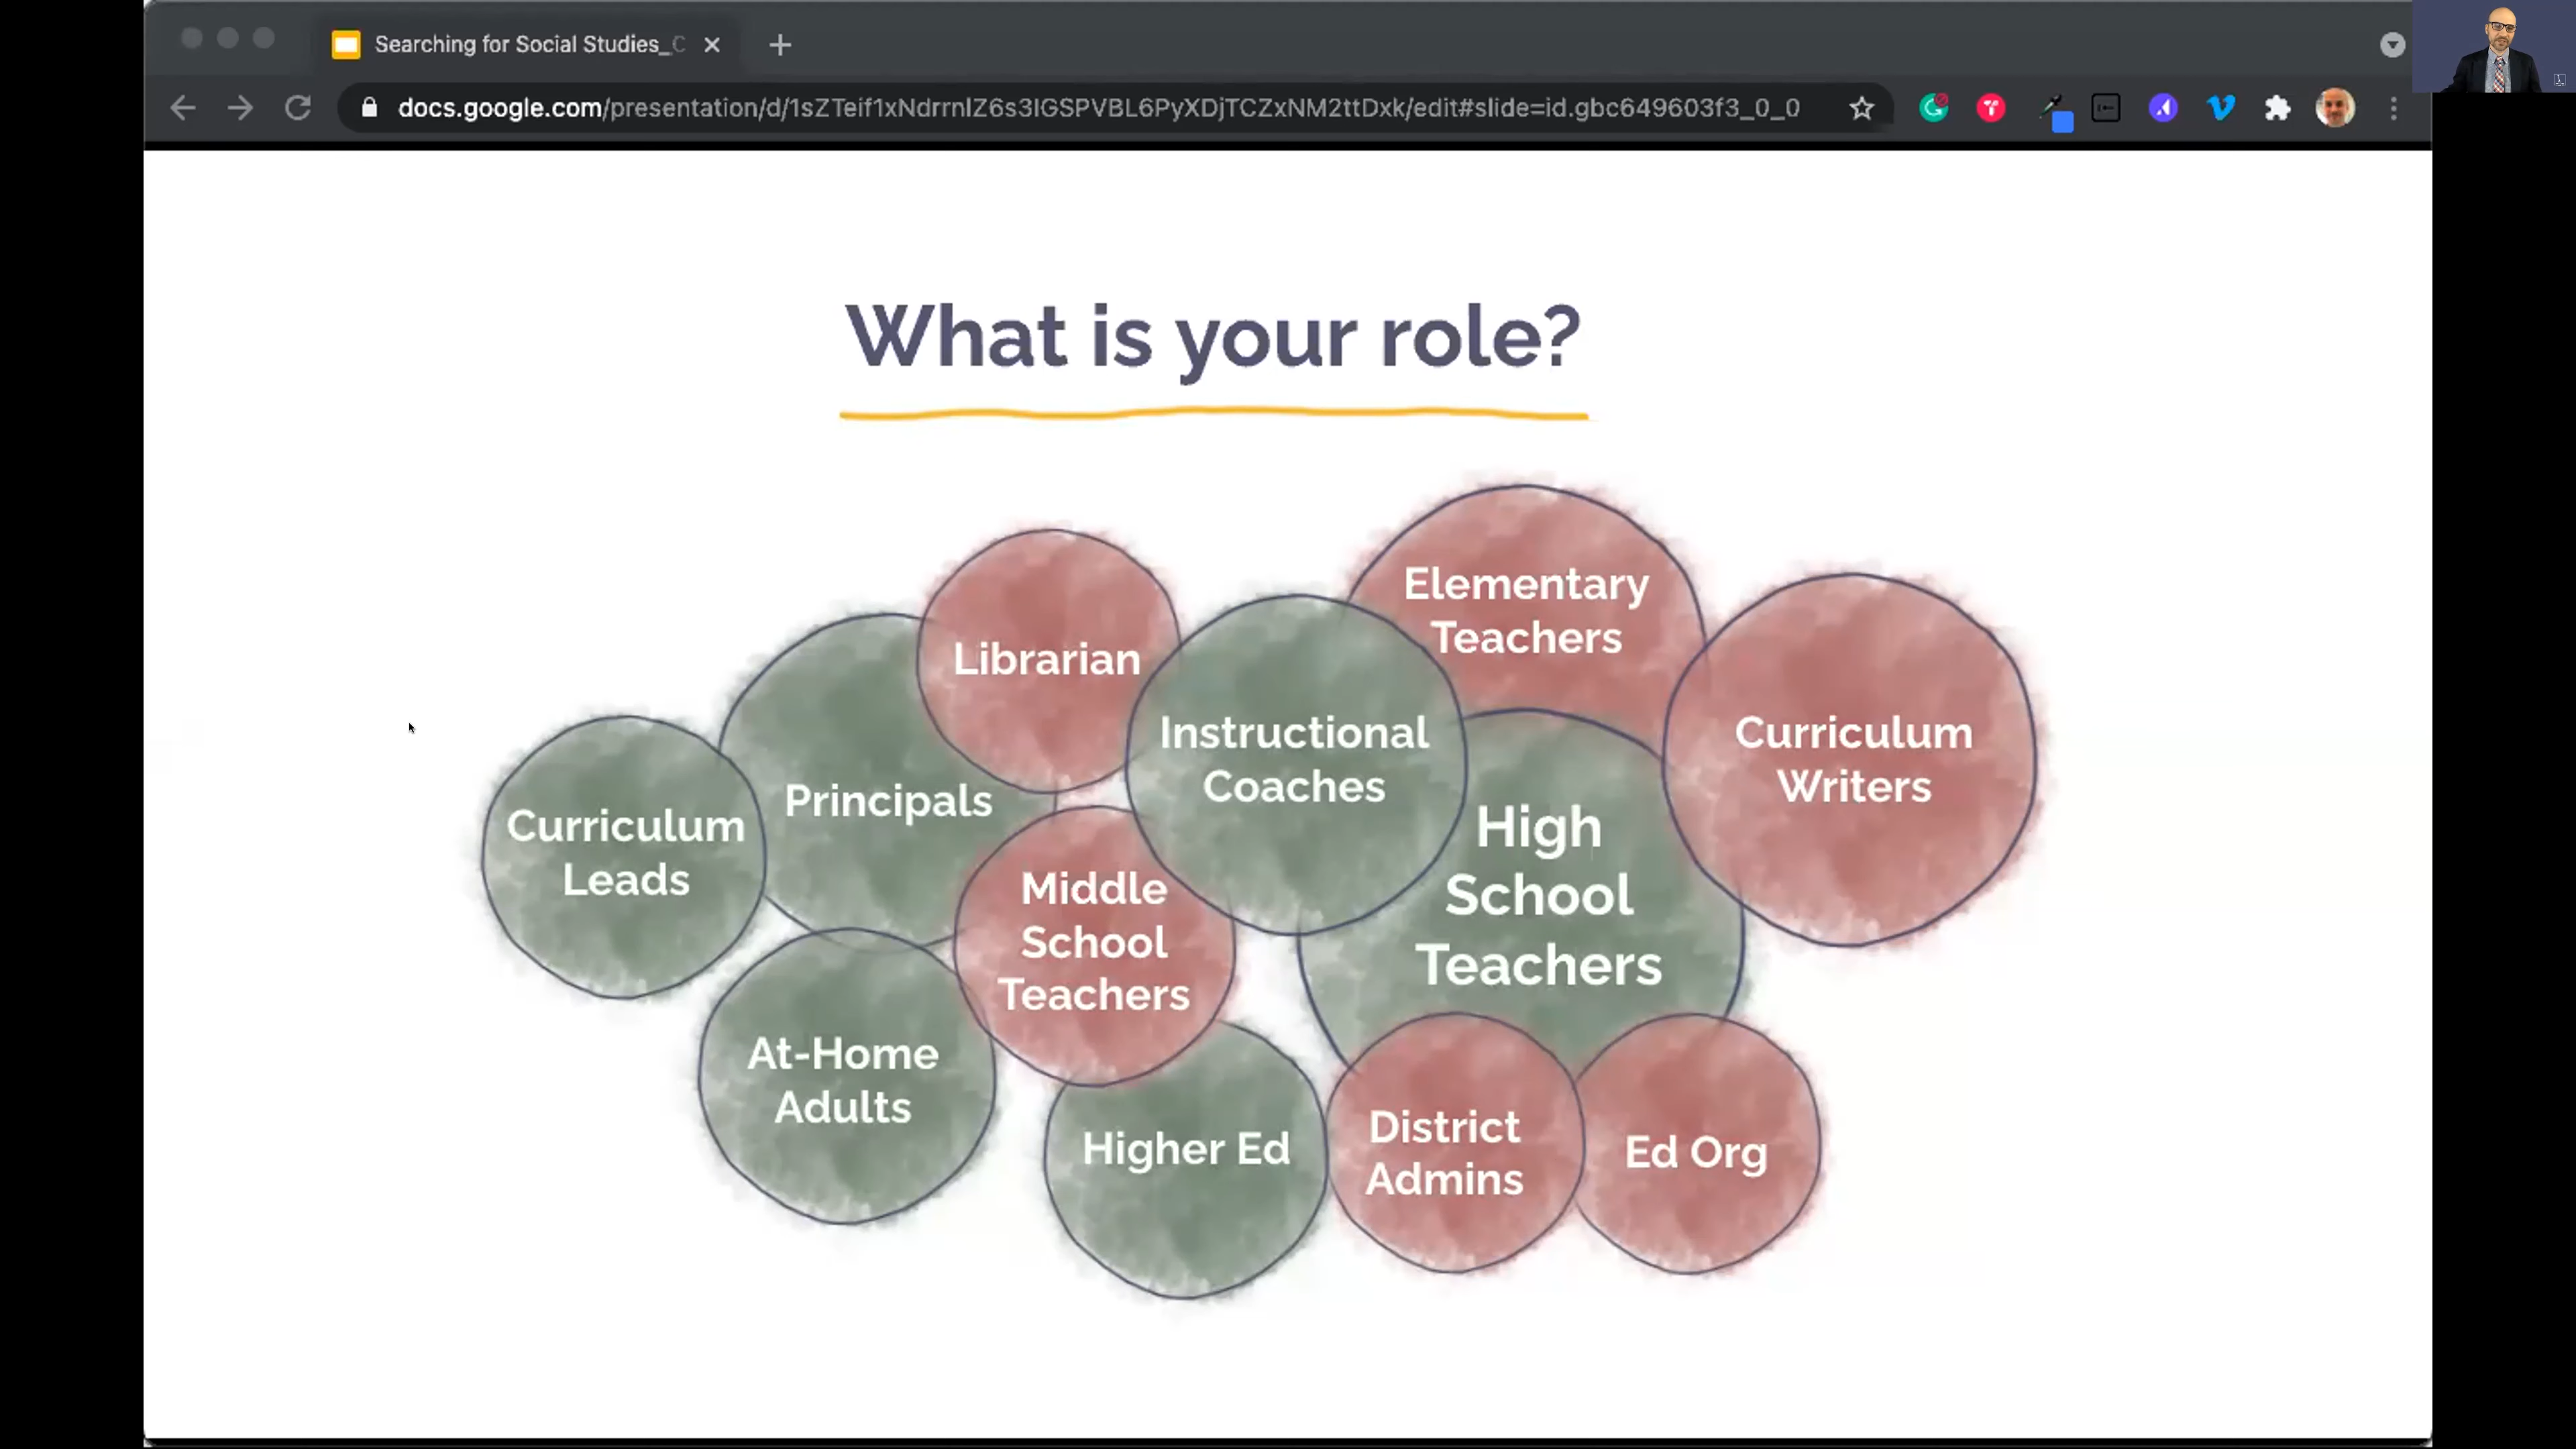 Searching for Social Studies_C
docs.google.com/presentation/d/1sZTeif1xNdrrnlZ6s3IGSPVBL6PyXDjTCZxNM2ttDxk/edit#slide=id.gbc649603f3_0_0
What is your role?
Librarian
Elementary
Teachers
Instructional
Coaches
Curriculum
Writers
Principals
Curriculum
Leads
High
School
Teachers
Middle
School
Teachers
At-Home
Adults
Higher Ed
District
Admins
Ed Org